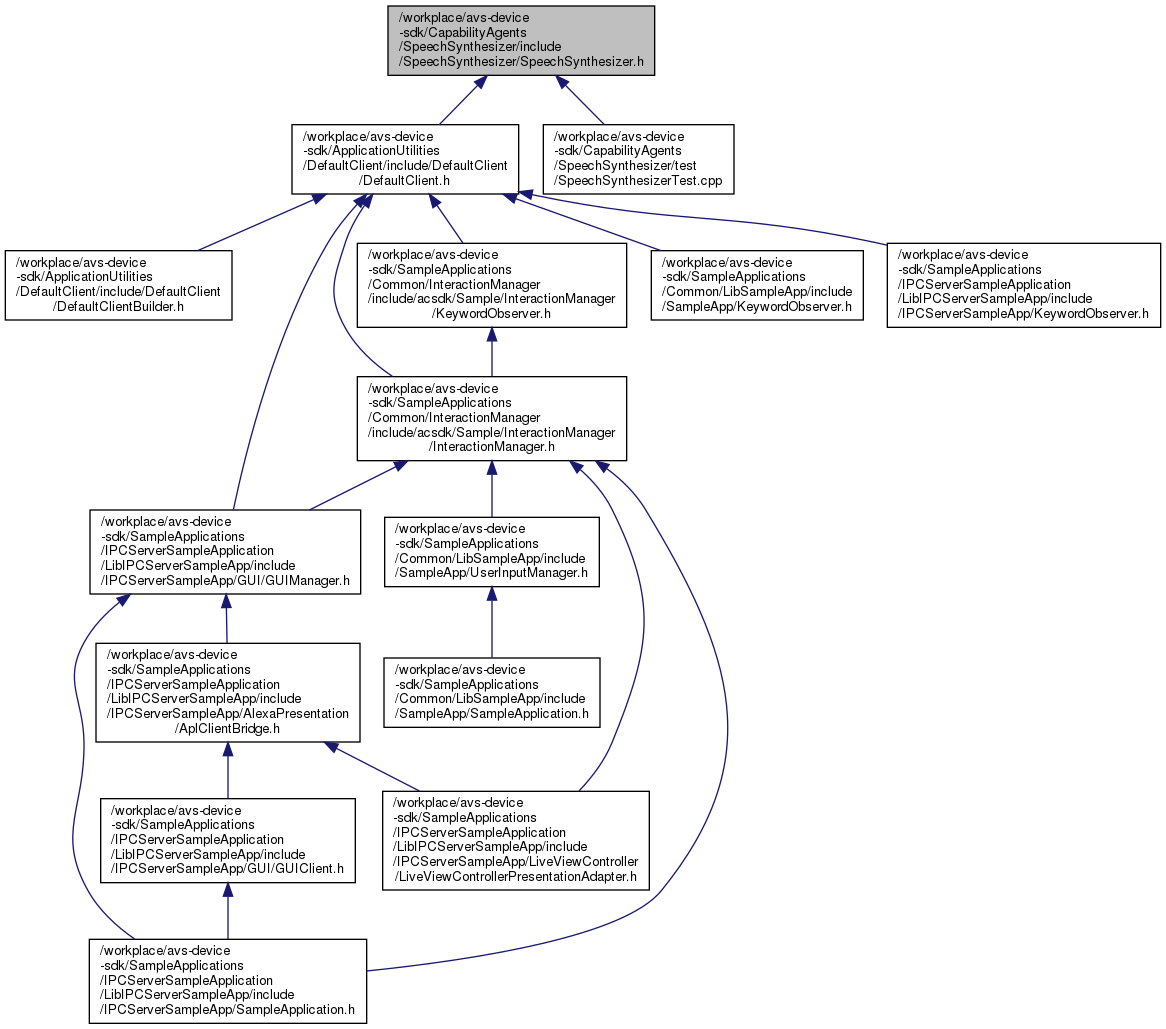 /workplace/avs-device
-sdk/CapabilityAgents
/SpeechSynthesizer/include
/SpeechSynthesizer/SpeechSynthesizer.h
/workplace/avs-device
-sdk/ApplicationUtilities
/DefaultClient/include/DefaultClient
/DefaultClient.h
/workplace/avs-device
-sdk/CapabilityAgents
/SpeechSynthesizer/test
/SpeechSynthesizerTest.cpp
/workplace/avs-device
-sdk/ApplicationUtilities
/DefaultClient/include/DefaultClient
/DefaultClientBuilder.h
/workplace/avs-device
-sdk/SampleApplications
/Common/InteractionManager
/include/acsdk/Sample/InteractionManager
/KeywordObserver.h
/workplace/avs-device
-sdk/SampleApplications
/Common/LibSampleApp/include
/SampleApp/KeywordObserver.h
/workplace/avs-device
-sdk/SampleApplications
/IPCServerSampleApplication
/LibIPCServerSampleApp/include
/IPCServerSampleApp/KeywordObserver.h
/workplace/avs-device
-sdk/SampleApplications
/Common/InteractionManager
/include/acsdk/Sample/InteractionManager
/InteractionManager.h
/workplace/avs-device
-sdk/SampleApplications
/IPCServerSampleApplication
/LibIPCServerSampleApp/include
/IPCServerSampleApp/GUI/GUIManager.h
/workplace/avs-device
-sdk/SampleApplications
/Common/LibSampleApp/include
/SampleApp/UserInputManager.h
/workplace/avs-device
-sdk/SampleApplications
/IPCServerSampleApplication
/LibIPCServerSampleApp/include
/IPCServerSampleApp/AlexaPresentation
/AplClientBridge.h
/workplace/avs-device
-sdk/SampleApplications
/Common/LibSampleApp/include
/SampleApp/SampleApplication.h
/workplace/avs-device
-sdk/SampleApplications
/IPCServerSampleApplication
/LibIPCServerSampleApp/include
/IPCServerSampleApp/GUI/GUIClient.h
/workplace/avs-device
-sdk/SampleApplications
/IPCServerSampleApplication
/LibIPCServerSampleApp/include
/IPCServerSampleApp/LiveViewController
/LiveViewControllerPresentationAdapter.h
/workplace/avs-device
-sdk/SampleApplications
/IPCServerSampleApplication
/LibIPCServerSampleApp/include
/IPCServerSampleApp/SampleApplication.h